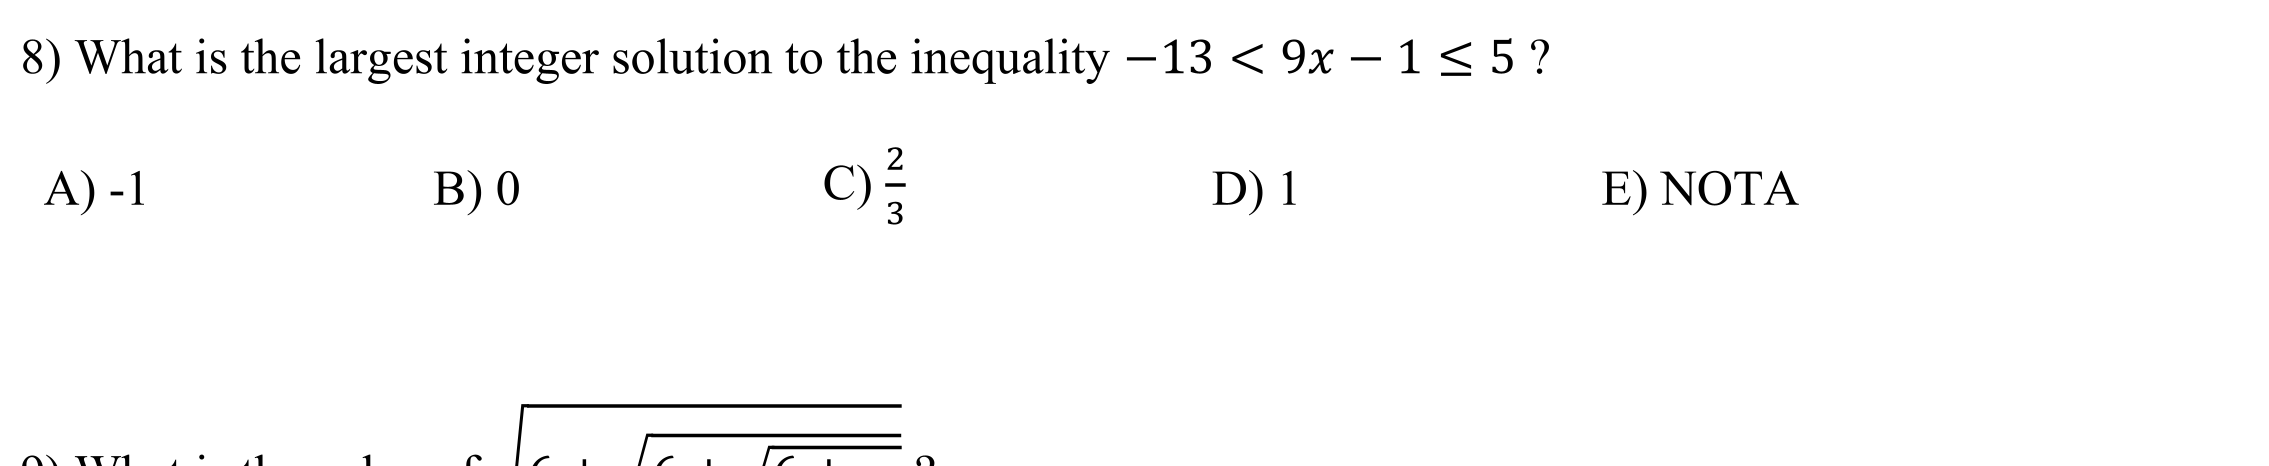 8) What is the largest integer solution to the inequality −13 < 9x − 1 ≤ 5 ?
A) -1 B) 0 C) 2/3 D) 1 E) NOTA